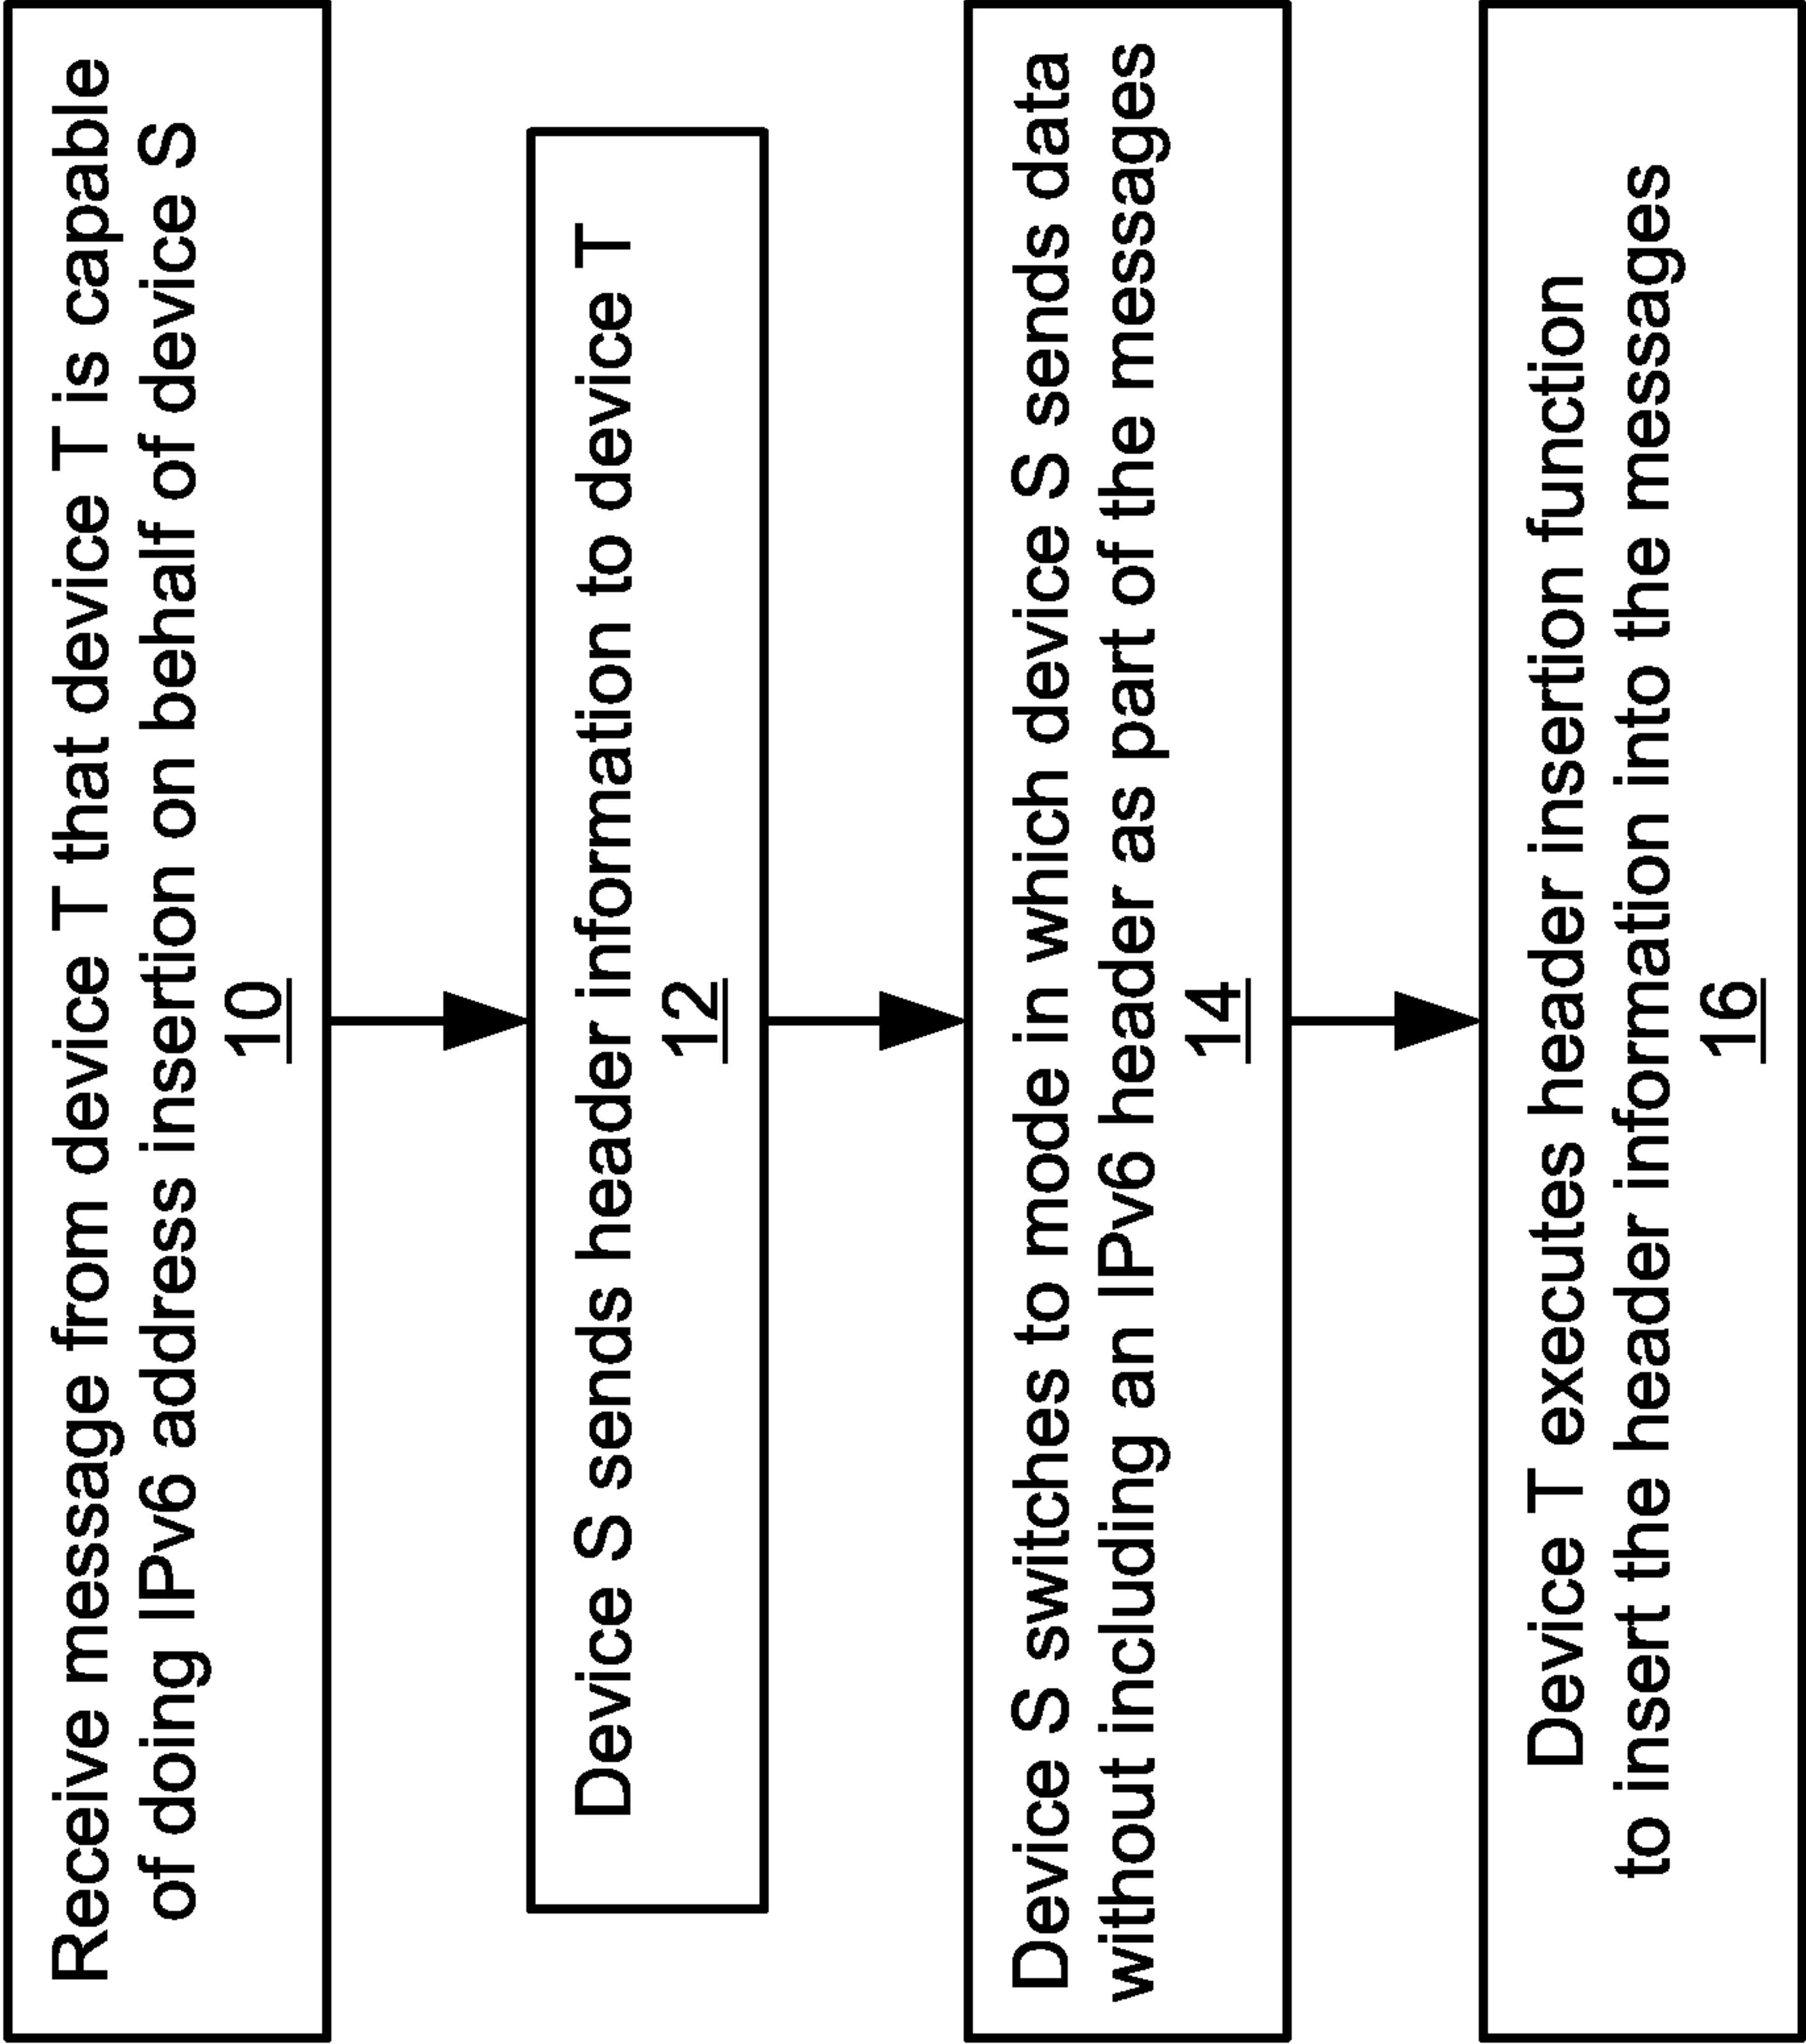 Receive message from device T that device T is capable
of doing IPv6 address insertion on behalf of device S
10
Device S sends header information to device T
12
Device S switches to mode in which device S sends data
without including an IPv6 header as part of the messages
14
Device T executes header insertion function
to insert the header information into the messages
16